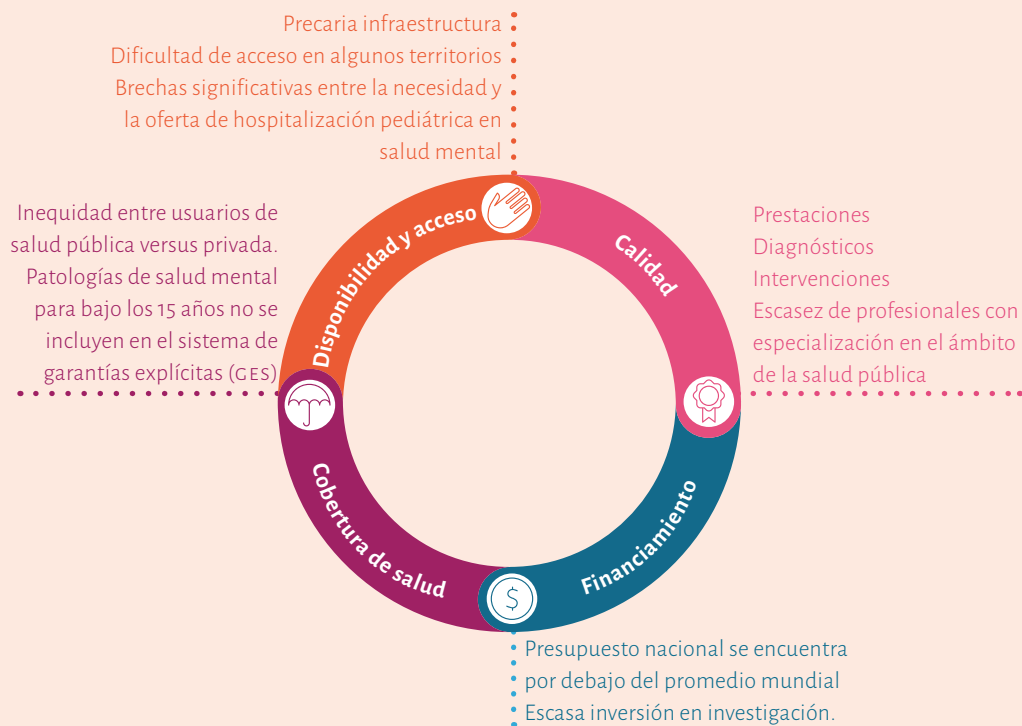 Precaria infraestructura
Dificultad de acceso en algunos territorios
Brechas significativas entre la necesidad y
la oferta de hospitalización pediátrica en
salud mental
Disponibilidad y acceso
Calidad
Prestaciones
Diagnósticos
Intervenciones
Escasez de profesionales con
especialización en el ámbito
de la salud pública
Inequidad entre usuarios de
salud pública versus privada.
Patologías de salud mental
para bajo los 15 años no se
incluyen en el sistema de
garantías explícitas (GES)
Cobertura de salud
Financiamiento
$
Presupuesto nacional se encuentra
por debajo del promedio mundial
Escasa inversión en investigación.